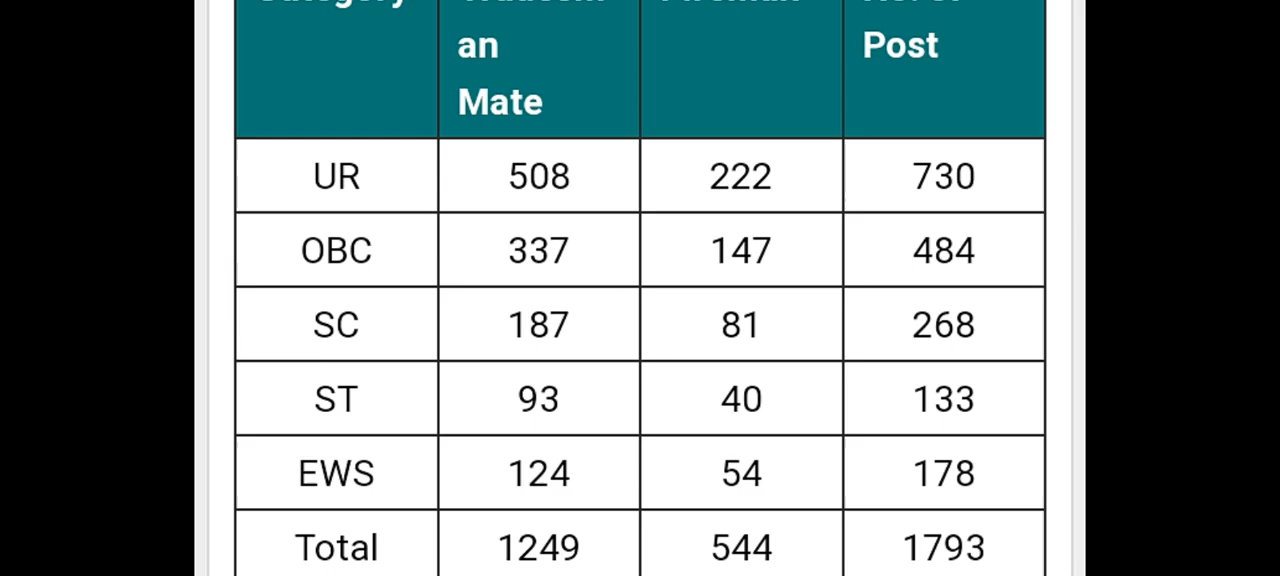 an
Post
Mate
UR 508 222 730
OBC 337 147 484
SC 187 81 268
ST 93 40 133
EWS 124 54 178
Total 1249 544 1793